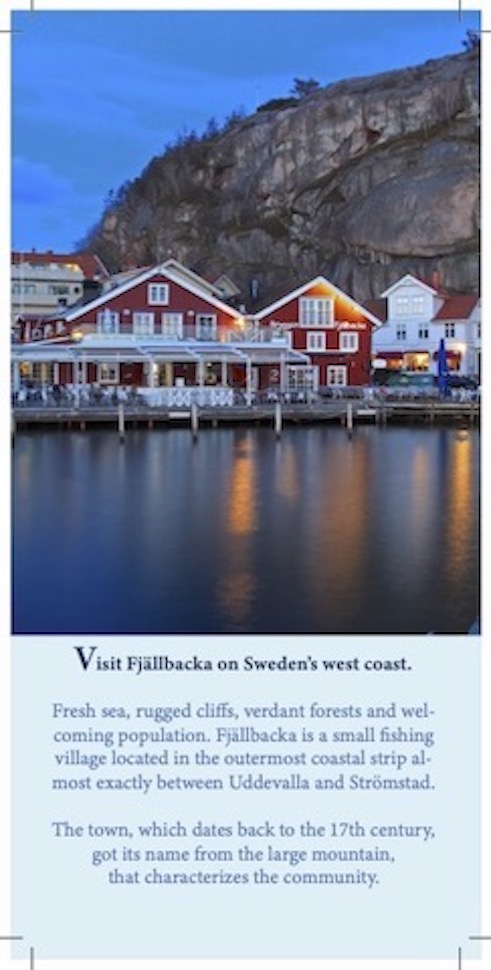 Fjällbacka
Visit Fjällbacka on Sweden's west coast.
Fresh sea, rugged cliffs, verdant forests and wel-
coming population. Fjällbacka is a small fishing
village located in the outermost coastal strip al-
most exactly between Uddevalla and Strömstad.
The town, which dates back to the 17th century,
got its name from the large mountain,
that characterizes the community.